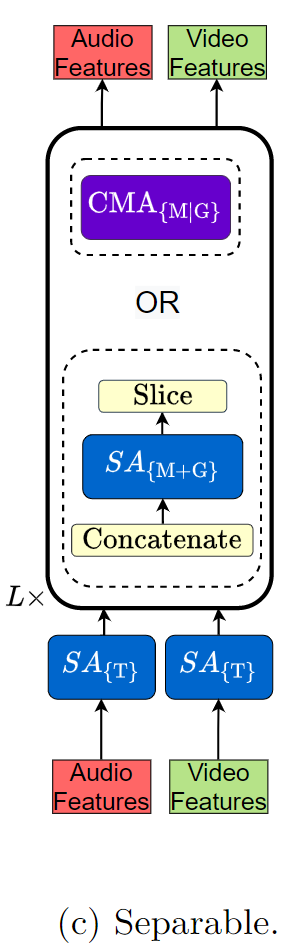 Audio Video
Features Features
CMA{M|G}
OR
Slice
SA{M+G}
Concatenate
L×
SA{T} SA{T}
Audio Video
Features Features
(c) Separable.